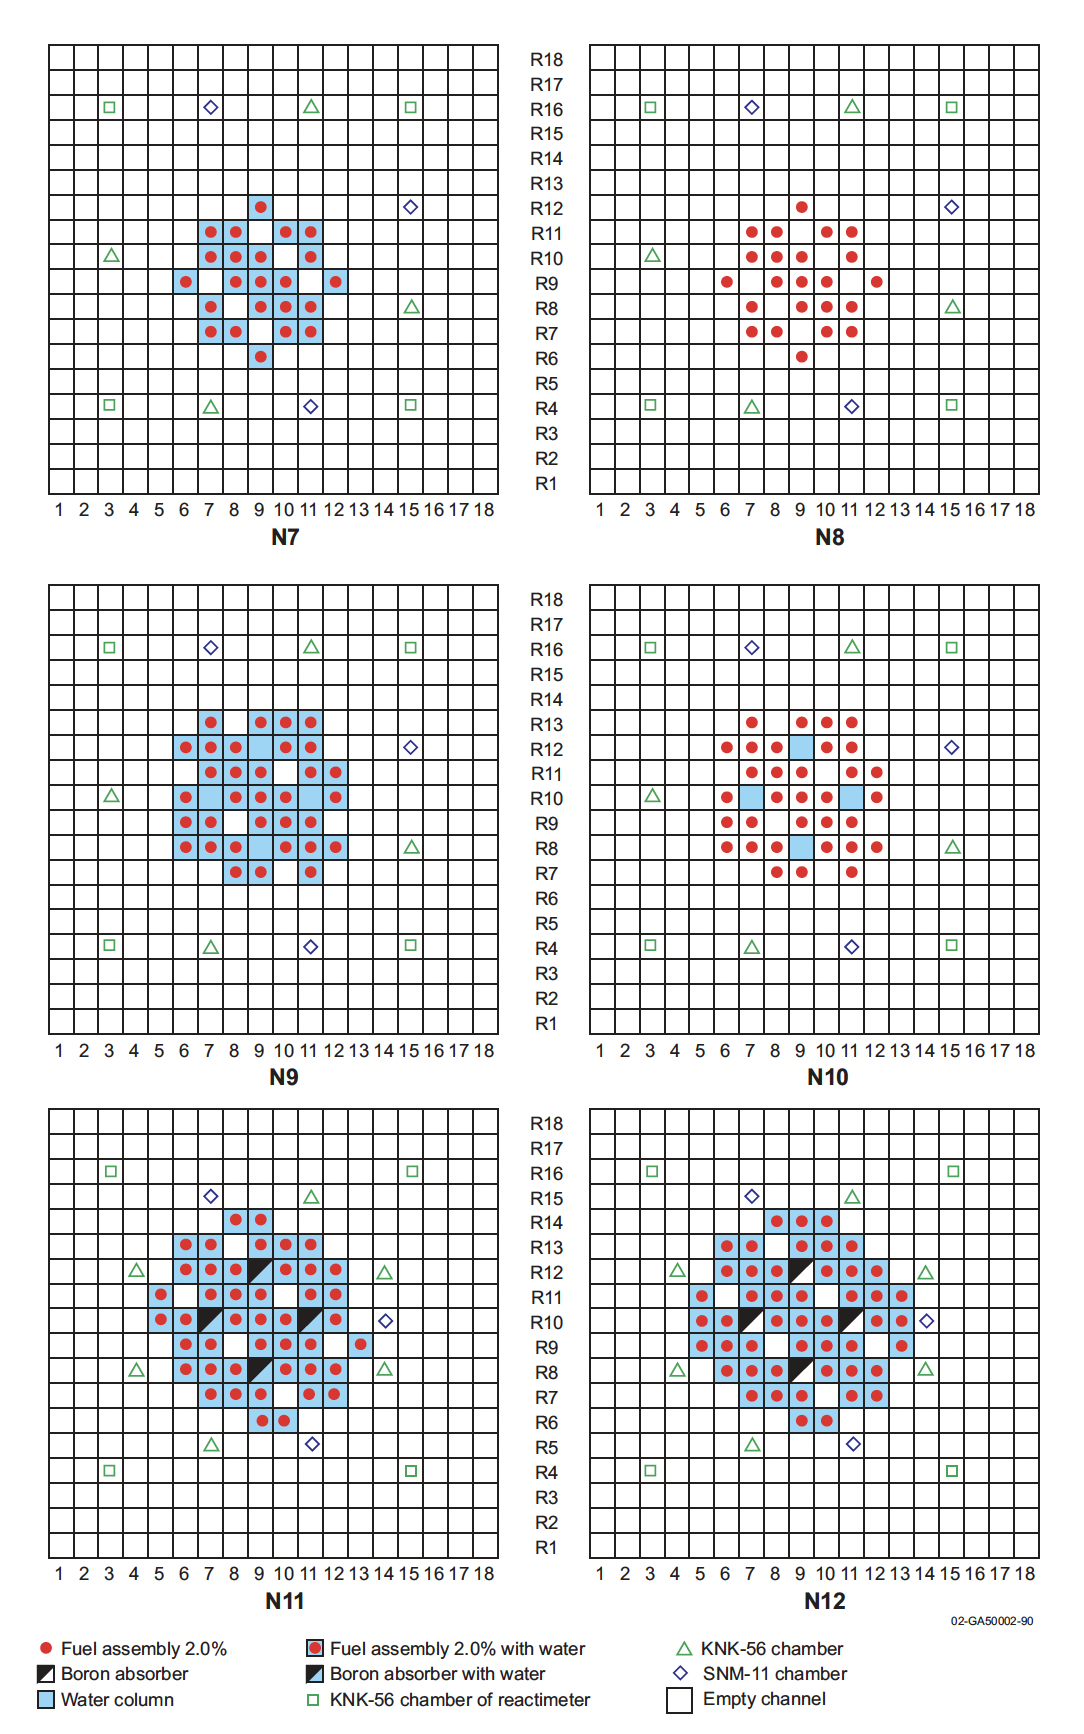 R18
R17
R16
R15
R14
R13
R12
R11
R10
R9
R8
R7
R6
R5
R4
R3
R2
R1
1 2 3 4 5 6 7 8 9 10 11 12 13 14 15 16 17 18
1 2 3 4 5 6 7 8 9 10 11 12 13 14 15 16 17 18
N7
N8
R18
R17
R16
R15
R14
R13
R12
R11
R10
R9
R8
R7
R6
R5
R4
R3
R2
R1
1 2 3 4 5 6 7 8 9 10 11 12 13 14 15 16 17 18
1 2 3 4 5 6 7 8 9 10 11 12 13 14 15 16 17 18
N9
N10
R18
R17
R16
R15
R14
R13
R12
R11
R10
R9
R8
R7
R6
R5
R4
R3
R2
R1
1 2 3 4 5 6 7 8 9 10 11 12 13 14 15 16 17 18
1 2 3 4 5 6 7 8 9 10 11 12 13 14 15 16 17 18
N11
N12
02-GA50002-90
Fuel assembly 2.0%
Boron absorber
Water column
Fuel assembly 2.0% with water
Boron absorber with water
KNK-56 chamber of reactimeter
KNK-56 chamber
SNM-11 chamber
Empty channel